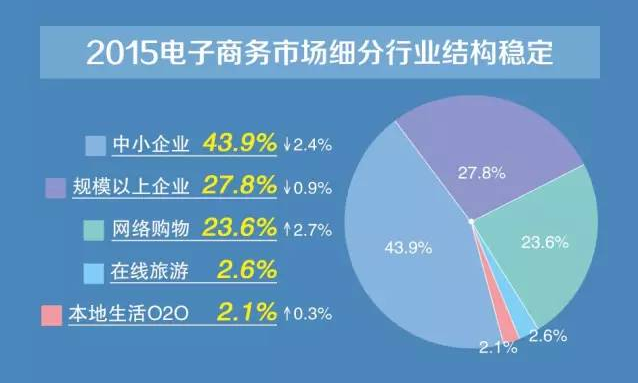 2015电子商务市场细分行业结构稳定
中小企业 43.9% ↓2.4%
规模以上企业 27.8% ↓0.9%
网络购物 23.6% ↑2.7%
在线旅游 2.6%
本地生活O2O 2.1% ↑0.3%
27.8%
23.6%
43.9%
2.6%
2.1%